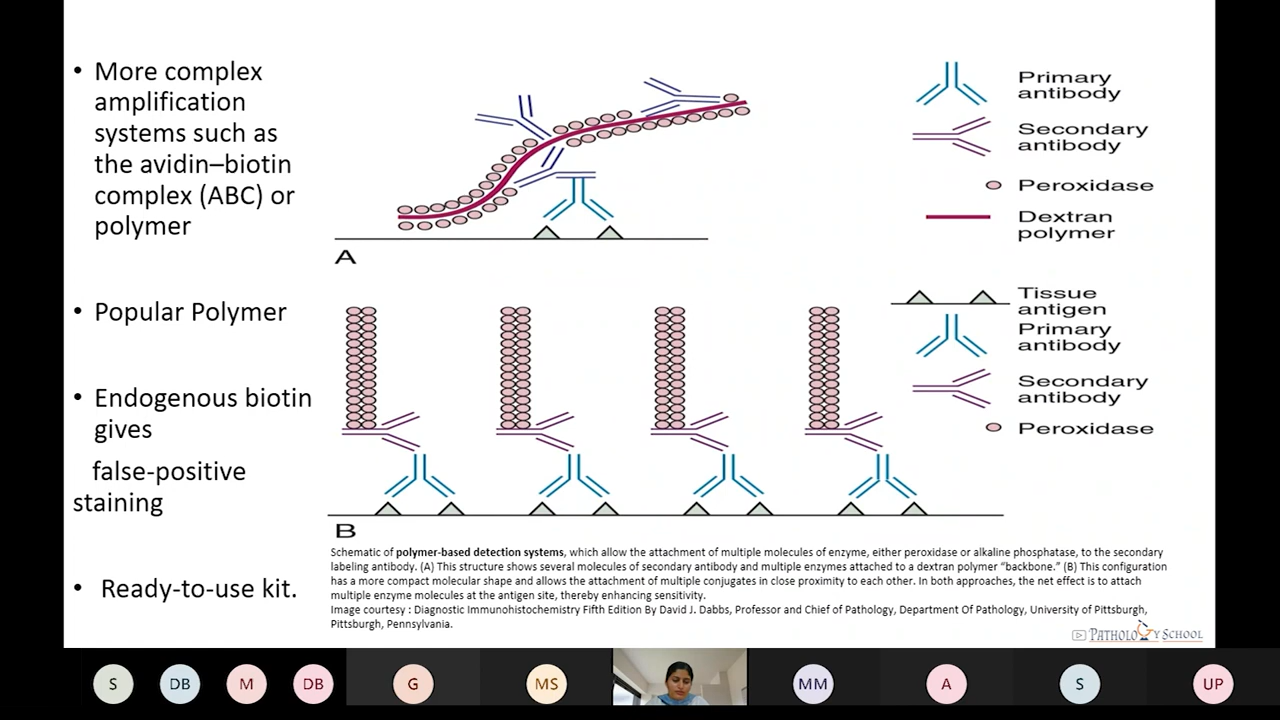 • More complex
amplification
systems such as
the avidin–biotin
complex (ABC) or
polymer
• Popular Polymer
• Endogenous biotin
gives
false-positive
staining
• Ready-to-use kit.
A
Primary
antibody
Secondary
antibody
Peroxidase
Dextran
polymer
Tissue
antigen
Primary
antibody
Secondary
antibody
Peroxidase
B
Schematic of polymer-based detection systems, which allow the attachment of multiple molecules of enzyme, either peroxidase or alkaline phosphatase, to the secondary
labeling antibody. (A) This structure shows several molecules of secondary antibody and multiple enzymes attached to a dextran polymer “backbone.” (B) This configuration
has a more compact molecular shape and allows the attachment of multiple conjugates in close proximity to each other. In both approaches, the net effect is to attach
multiple enzyme molecules at the antigen site, thereby enhancing sensitivity.
Image courtesy : Diagnostic Immunohistochemistry Fifth Edition By David J. Dabbs, Professor and Chief of Pathology, Department Of Pathology, University of Pittsburgh,
Pittsburgh, Pennsylvania.
PATHOLOGY SCHOOL
S DB M DB G MS MM A S UP